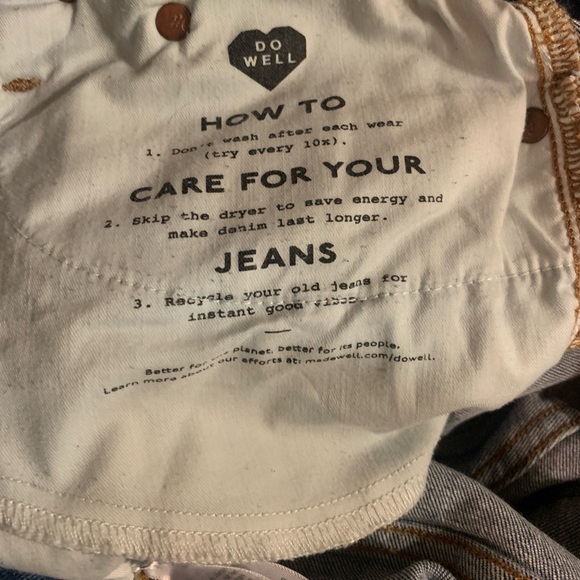 DO
WELL
HOW TO
1. Don't wash after each wear
(try every 10x).
CARE FOR YOUR
2. Skip the dryer to save energy and
make denim last longer.
JEANS
3. Recycle your old jeans for
instant good
Better for planet, better for its people.
Learn more about our efforts at: madewell.com/dowell.